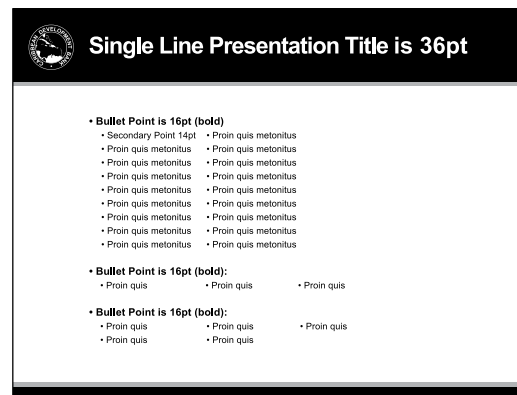 CARIBBEAN DEVELOPMENT BANK
Single Line Presentation Title is 36pt
• Bullet Point is 16pt (bold)
• Secondary Point 14pt • Proin quis metonitus
• Proin quis metonitus • Proin quis metonitus
• Proin quis metonitus • Proin quis metonitus
• Proin quis metonitus • Proin quis metonitus
• Proin quis metonitus • Proin quis metonitus
• Proin quis metonitus • Proin quis metonitus
• Proin quis metonitus • Proin quis metonitus
• Proin quis metonitus • Proin quis metonitus
• Proin quis metonitus • Proin quis metonitus
• Bullet Point is 16pt (bold):
• Proin quis • Proin quis • Proin quis
• Bullet Point is 16pt (bold):
• Proin quis • Proin quis • Proin quis
• Proin quis • Proin quis